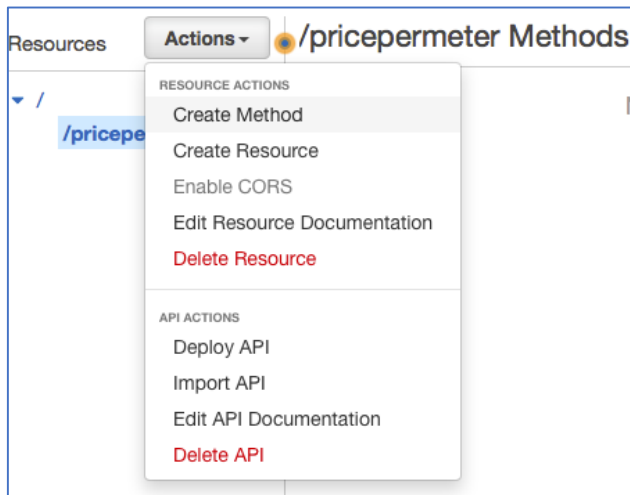 Resources
Actions
/pricepermeter Methods
/
/pricepe
RESOURCE ACTIONS
Create Method
Create Resource
Enable CORS
Edit Resource Documentation
Delete Resource
API ACTIONS
Deploy API
Import API
Edit API Documentation
Delete API